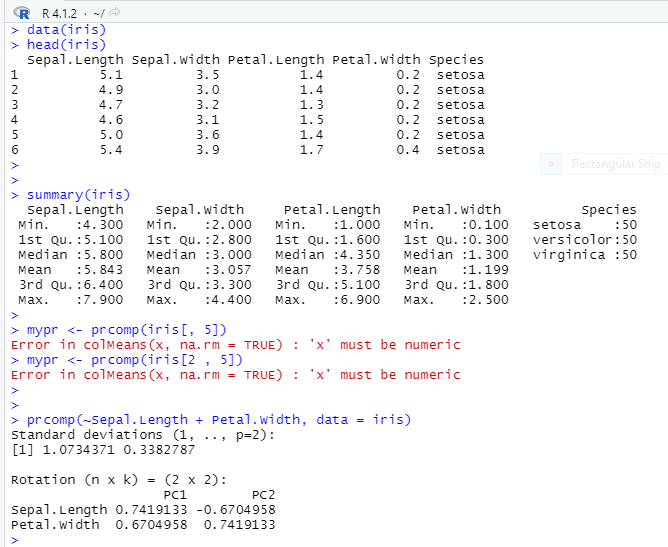 R R 4.1.2 · ~/
> data(iris)
> head(iris)
  Sepal.Length Sepal.Width Petal.Length Petal.Width Species
1          5.1         3.5          1.4         0.2  setosa
2          4.9         3.0          1.4         0.2  setosa
3          4.7         3.2          1.3         0.2  setosa
4          4.6         3.1          1.5         0.2  setosa
5          5.0         3.6          1.4         0.2  setosa
6          5.4         3.9          1.7         0.4  setosa
Rectangular Snip
>
>
> summary(iris)
  Sepal.Length    Sepal.Width     Petal.Length    Petal.Width          Species
 Min.   :4.300   Min.   :2.000   Min.   :1.000   Min.   :0.100   setosa    :50
 1st Qu.:5.100   1st Qu.:2.800   1st Qu.:1.600   1st Qu.:0.300   versicolor:50
 Median :5.800   Median :3.000   Median :4.350   Median :1.300   virginica :50
 Mean   :5.843   Mean   :3.057   Mean   :3.758   Mean   :1.199
 3rd Qu.:6.400   3rd Qu.:3.300   3rd Qu.:5.100   3rd Qu.:1.800
 Max.   :7.900   Max.   :4.400   Max.   :6.900   Max.   :2.500
>
> mypr <- prcomp(iris[, 5])
Error in colMeans(x, na.rm = TRUE) : 'x' must be numeric
> mypr <- prcomp(iris[2 , 5])
Error in colMeans(x, na.rm = TRUE) : 'x' must be numeric
>
>
> prcomp(~Sepal.Length + Petal.Width, data = iris)
Standard deviations (1, .., p=2):
[1] 1.0734371 0.3382787

Rotation (n x k) = (2 x 2):
                   PC1        PC2
Sepal.Length 0.7419133 -0.6704958
Petal.Width  0.6704958  0.7419133
>